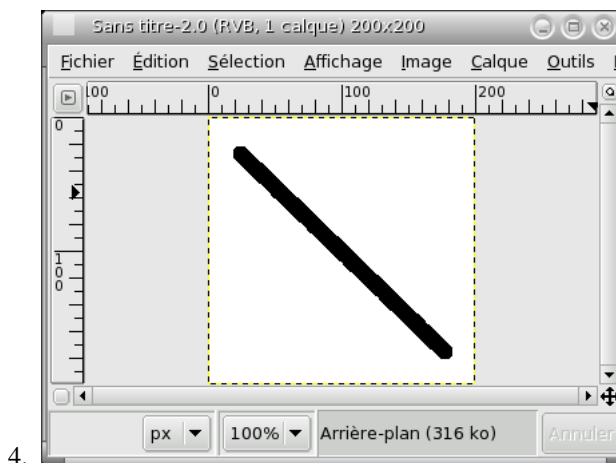 Sans titre-2.0 (RVB, 1 calque) 200x200
Fichier Édition Sélection Affichage Image Calque Outils
100 0 100 200
0
100
px 100% Arrière-plan (316 ko) Annuler
4.